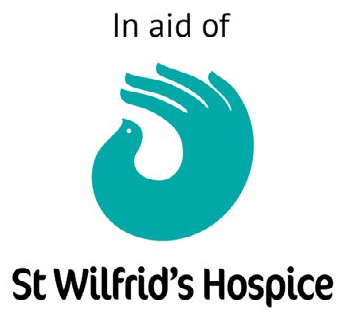 In aid of
St Wilfrid's Hospice